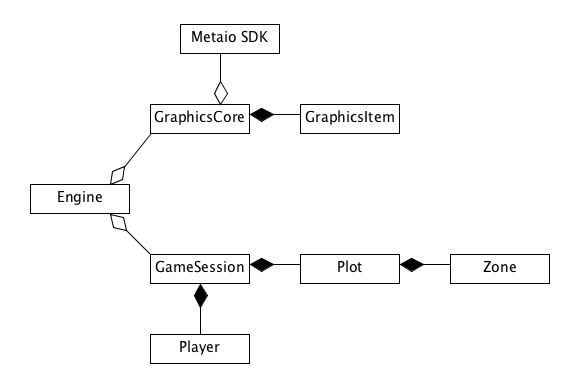 Metaio SDK
GraphicsCore
GraphicsItem
Engine
GameSession
Plot
Zone
Player